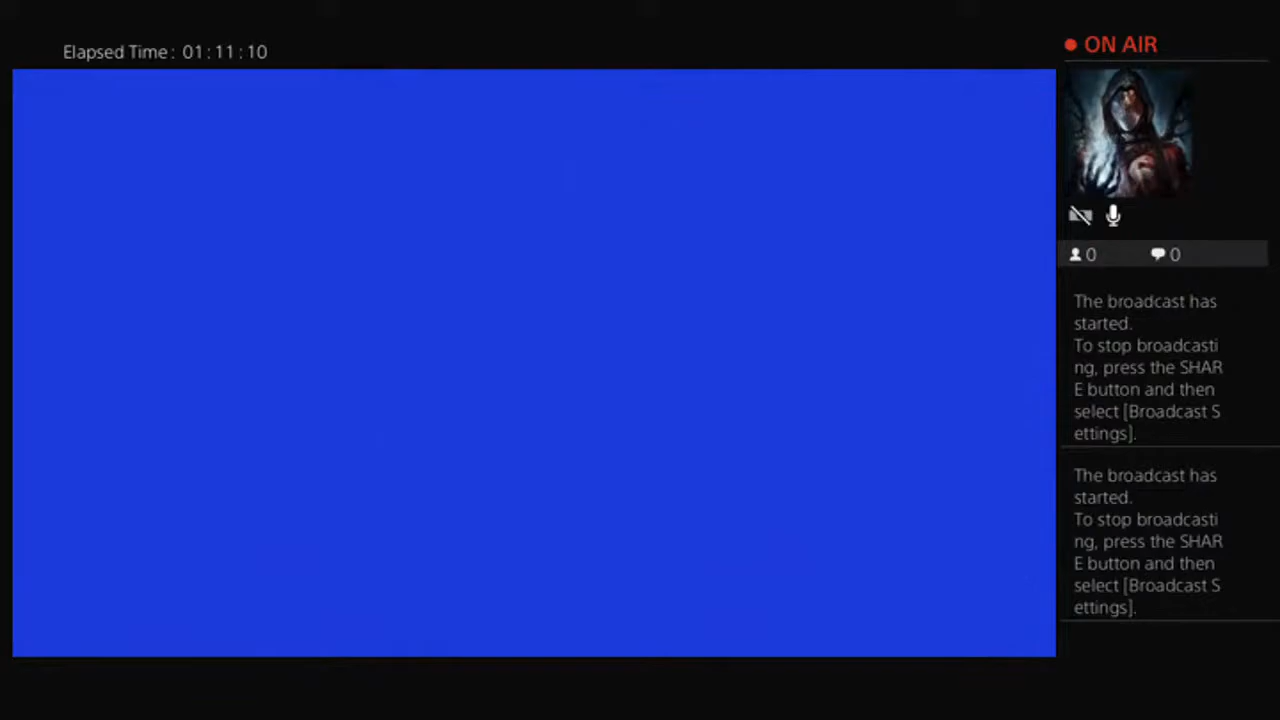 Elapsed Time: 01:11:10
ON AIR
0 0
The broadcast has
started.
To stop broadcasti
ng, press the SHAR
E button and then
select [Broadcast S
ettings].
The broadcast has
started.
To stop broadcasti
ng, press the SHAR
E button and then
select [Broadcast S
ettings].